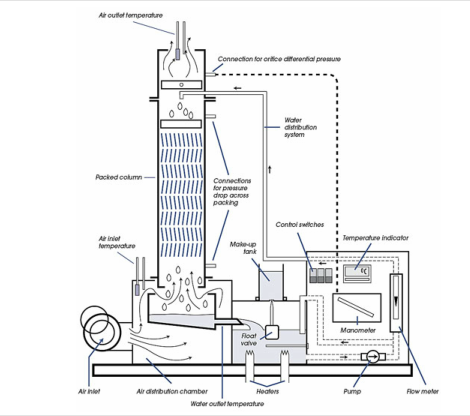 Air outlet temperature
Connection for orifice differential pressure
Water
distribution
system
Packed column
Connections
for pressure
drop across
packing
Control switches
Temperature indicator
Air inlet
temperature
Make-up
tank
°C
Manometer
Float
valve
Air inlet
Air distribution chamber
Water outlet temperature
Heaters
Pump
Flow meter